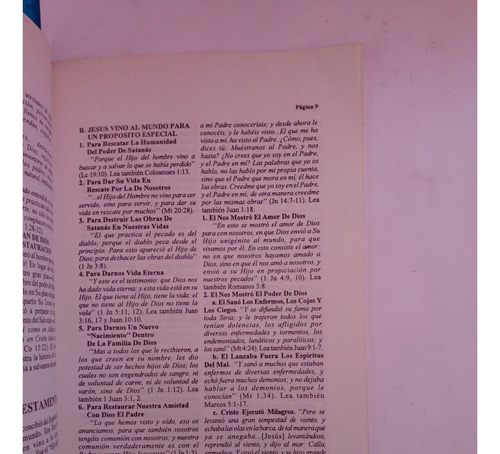 Página 9
B. JESUS VINO AL MUNDO PARA
UN PROPOSITO ESPECIAL
1. Para Rescatar La Humanidad
Del Poder De Satanás
"Porque el Hijo del hombre vino a
buscar y a salvar lo que se había perdido"
(Lc 19:10). Lea también Colosenses 1:13.
2. Para Dar Su Vida En
Rescate Por La De Nosotros
"...el Hijo del Hombre no vino para ser
servido, sino para servir, y para dar su
vida en rescate por muchos" (Mt 20:28).
3. Para Destruir Las Obras De
Satanás En Nuestras Vidas
"El que practica el pecado es del
diablo; porque el diablo peca desde el
principio. Para esto apareció el Hijo de
Dios, para deshacer las obras del diablo"
(1 Jn 3:8).
4. Para Darnos Vida Eterna
"Y este es el testimonio: que Dios nos
ha dado vida eterna; y esta vida está en su
Hijo. El que tiene al Hijo, tiene la vida: el
que no tiene al Hijo de Dios no tiene la
vida" (1 Jn 5:11, 12). Lea también Juan
3:16, 17 y Juan 10:10.
5. Para Darnos Un Nuevo
"Nacimiento" Dentro
De La Familia De Dios
"Mas a todos los que le recibieron, a
los que creen en su nombre, les dio
potestad de ser hechos hijos de Dios; los
cuales no son engendrados de sangre, ni
de voluntad de carne, ni de voluntad de
varón, sino de Dios" (Jn 1:12). Lea
también 1 Juan 3:1, 2.
6. Para Restaurar Nuestra Amistad
Con Dios El Padre
"Lo que hemos visto y oído, eso os
anunciamos, para que también vosotros
tengáis comunión con nosotros; y nuestra
comunión verdaderamente es con el
a mi Padre conoceríais; y desde ahora le
conocéis, y le habéis visto...El que me ha
visto a mí, ha visto al Padre. ¿Cómo, pues,
dices tú: Muéstranos al Padre, y nos
basta? ¿No crees que yo soy en el Padre,
y el Padre en mí? Las palabras que yo os
hablo, no las hablo por mi propia cuenta,
sino que el Padre que mora en mí, él hace
las obras. Creedme que yo soy en el Padre,
y el Padre en mí; de otra manera creedme
por las mismas obras" (Jn 14:7-11). Lea
también Juan 1:18.
1. El Nos Mostró El Amor De Dios
"En esto se mostró el amor de Dios
para con nosotros, en que Dios envió a Su
Hijo unigénito al mundo, para que
vivamos por él. En esto consiste el amor:
no en que nosotros hayamos amado a
Dios, sino en que él nos amó a nosotros, y
envió a su Hijo en propiciación por
nuestros pecados" (1 Jn 4:9, 10). Lea también
Romanos 5:8.
2. El Nos Mostró El Poder De Dios
a. El Sanó Los Enfermos, Los Cojos Y
Los Ciegos. "Y se difundió su fama por
toda Siria; y le trajeron todos los que
tenían dolencias, los afligidos por
diversas enfermedades y tormentos, los
endemoniados, lunáticos y paralíticos; y
los sanó" (Mt 4:24). Lea también
b. El Lanzaba Fuera Los Espíritus
Del Mal. "Y sanó a muchos que estaban
enfermos de diversas enfermedades, y
echó fuera muchos demonios; y no dejaba
hablar a los demonios, porque le
conocían" (Mr 1:34). Lea también
Marcos 5:1-17.
c. Cristo Ejecutó Milagros. "Pero se
levantó una gran tempestad de viento, y
echaba las olas en la barca, de tal manera
que ya se anegaba...[Jesús] levantándose,
reprendió al viento, y dijo al mar: Calla,
enmudece. Y cesó el viento, y se hizo grande